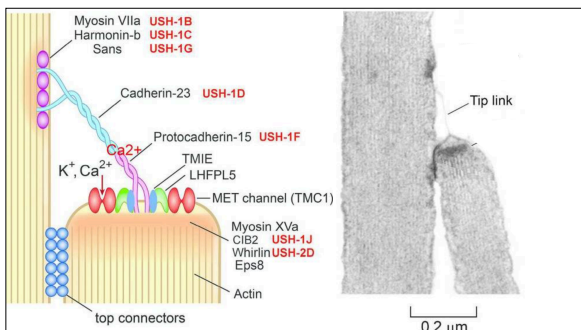 Myosin VIIa USH-1B
Harmonin-b USH-1C
Sans USH-1G
Cadherin-23 USH-1D
Protocadherin-15 USH-1F
Ca2+
TMIE
LHFPL5
K⁺, Ca²⁺
MET channel (TMC1)
Myosin XVa
CIB2 USH-1J
Whirlin USH-2D
Eps8
Actin
top connectors
Tip link
0.2 µm